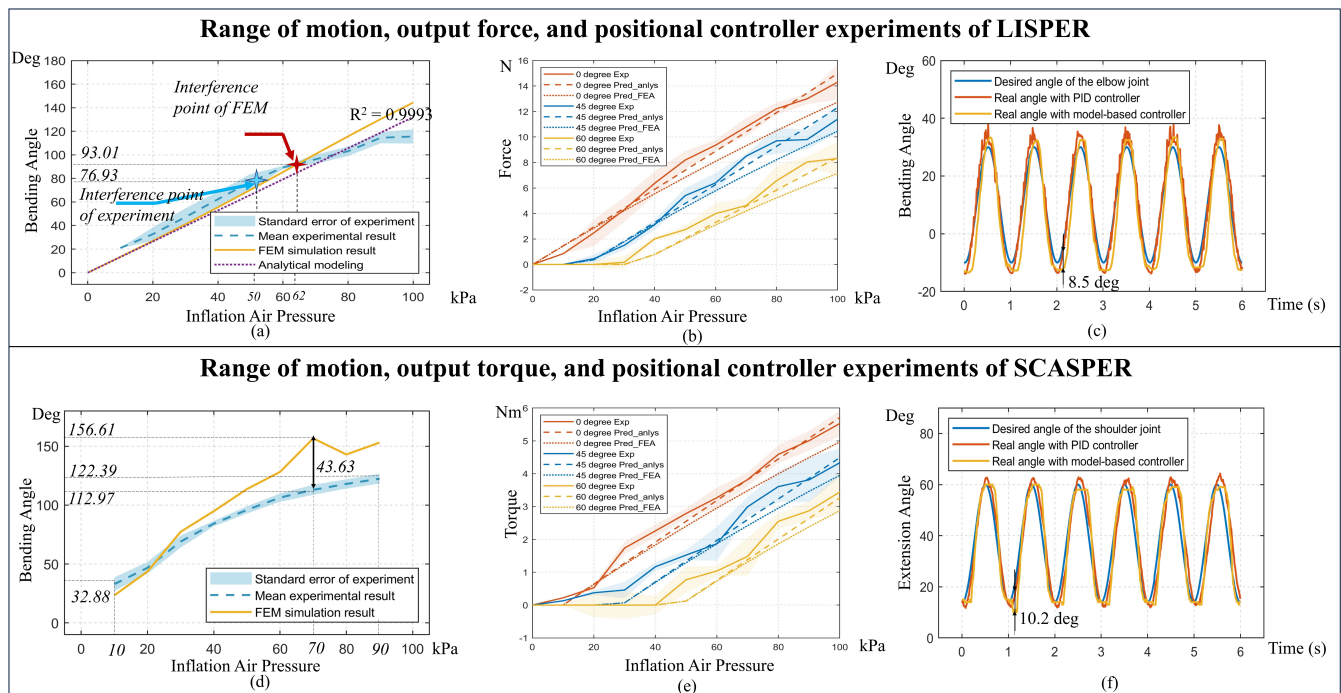 Range of motion, output force, and positional controller experiments of LISPER
Deg
180
160
140
120
100
93.01
80
76.93
60
40
20
0
Bending Angle
Interference
point of FEM
R² = 0.9993
Interference point
of experiment
Standard error of experiment
Mean experimental result
FEM simulation result
Analytical modeling
0
20
40
50
60
62
80
100
kPa
Inflation Air Pressure
(a)
N
16
14
12
10
8
6
4
2
0
-2
Force
0 degree Exp
0 degree Pred_anlys
0 degree Pred_FEA
45 degree Exp
45 degree Pred_anlys
45 degree Pred_FEA
60 degree Exp
60 degree Pred_anlys
60 degree Pred_FEA
0
20
40
60
80
100
kPa
Inflation Air Pressure
(b)
Deg
60
40
20
0
-20
Bending Angle
Desired angle of the elbow joint
Real angle with PID controller
Real angle with model-based controller
8.5 deg
0
1
2
3
4
5
6
Time (s)
(c)
Range of motion, output torque, and positional controller experiments of SCASPER
Deg
156.61
150
122.39
112.97
100
50
32.88
0
Bending Angle
43.63
Standard error of experiment
Mean experimental result
FEM simulation result
0
10
20
40
60
70
80
90
100
kPa
Inflation Air Pressure
(d)
Nm
6
5
4
3
2
1
0
-1
Torque
0 degree Exp
0 degree Pred_anlys
0 degree Pred_FEA
45 degree Exp
45 degree Pred_anlys
45 degree Pred_FEA
60 degree Exp
60 degree Pred_anlys
60 degree Pred_FEA
0
20
40
60
80
100
kPa
Inflation Air Pressure
(e)
Deg
80
60
40
20
0
Extension Angle
Desired angle of the shoulder joint
Real angle with PID controller
Real angle with model-based controller
10.2 deg
0
1
2
3
4
5
6
Time (s)
(f)